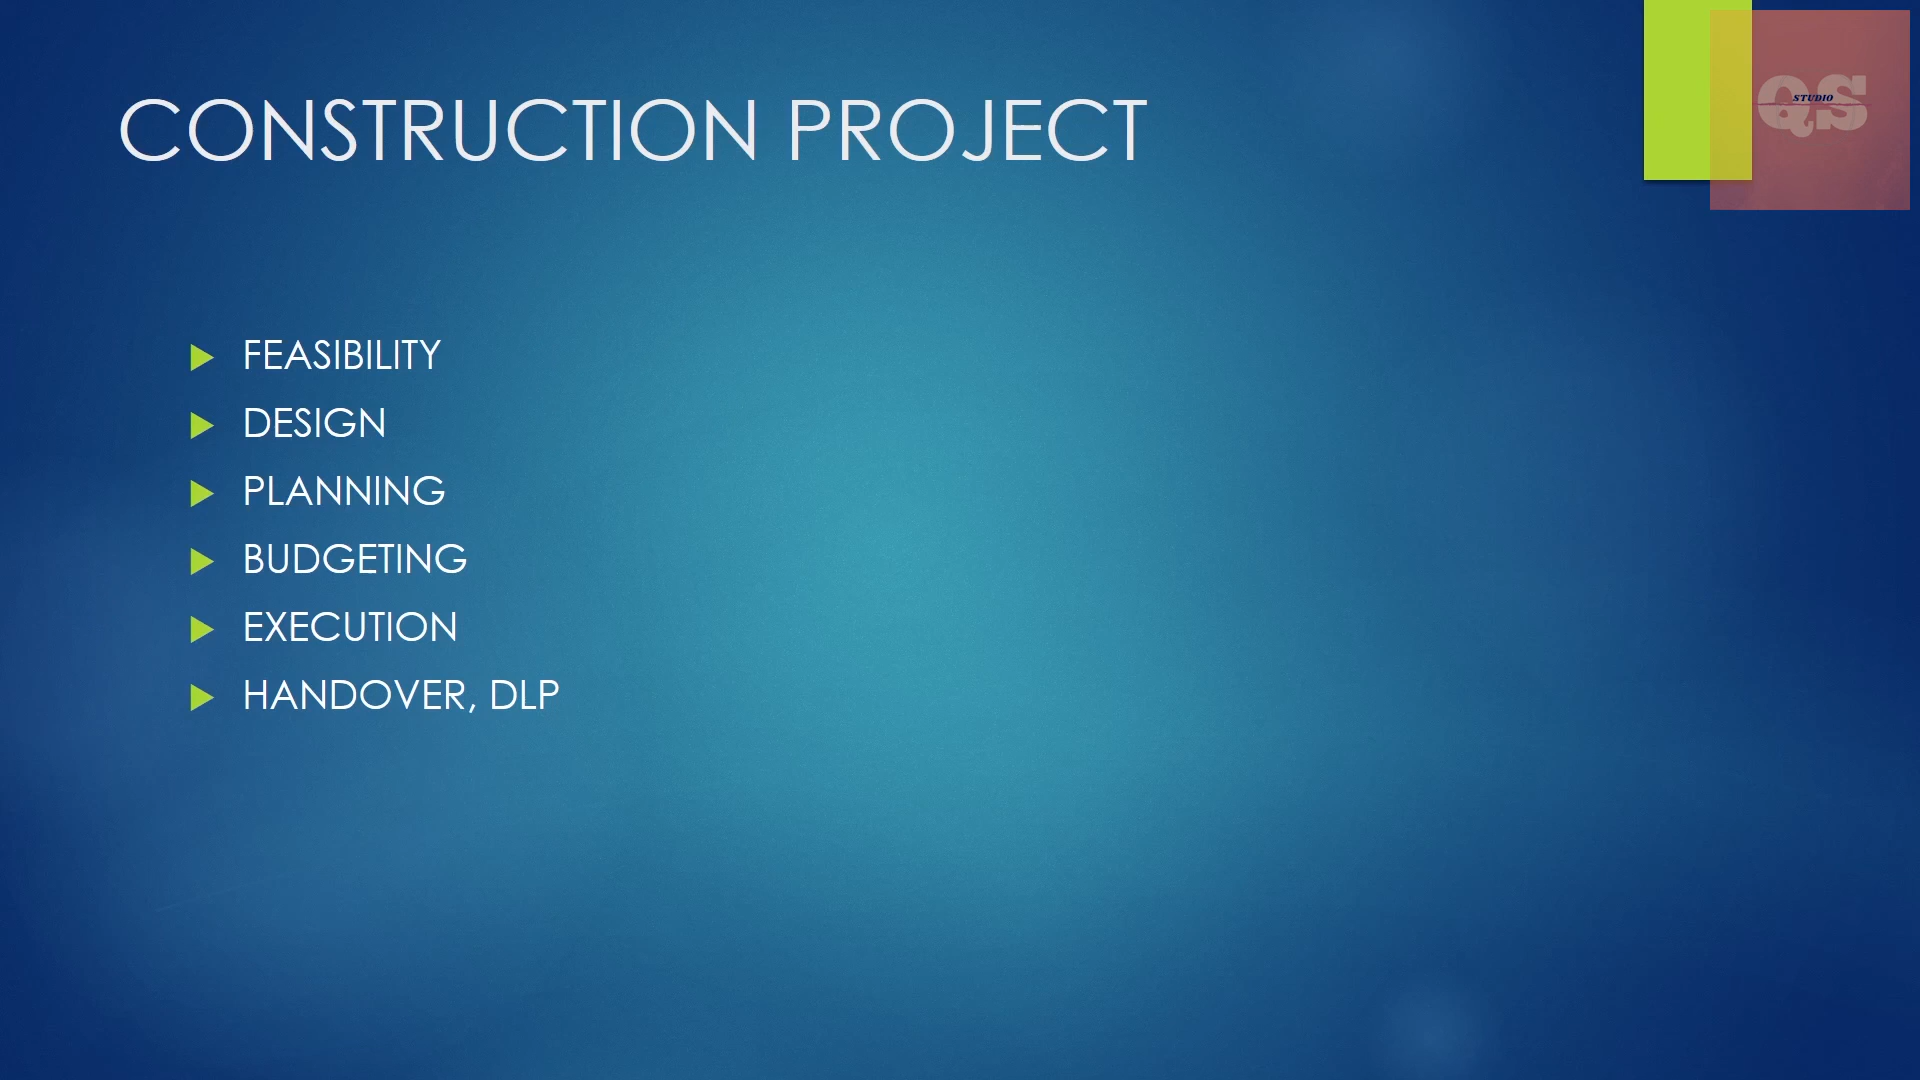 CONSTRUCTION PROJECT
QS
STUDIO
FEASIBILITY
DESIGN
PLANNING
BUDGETING
EXECUTION
HANDOVER, DLP